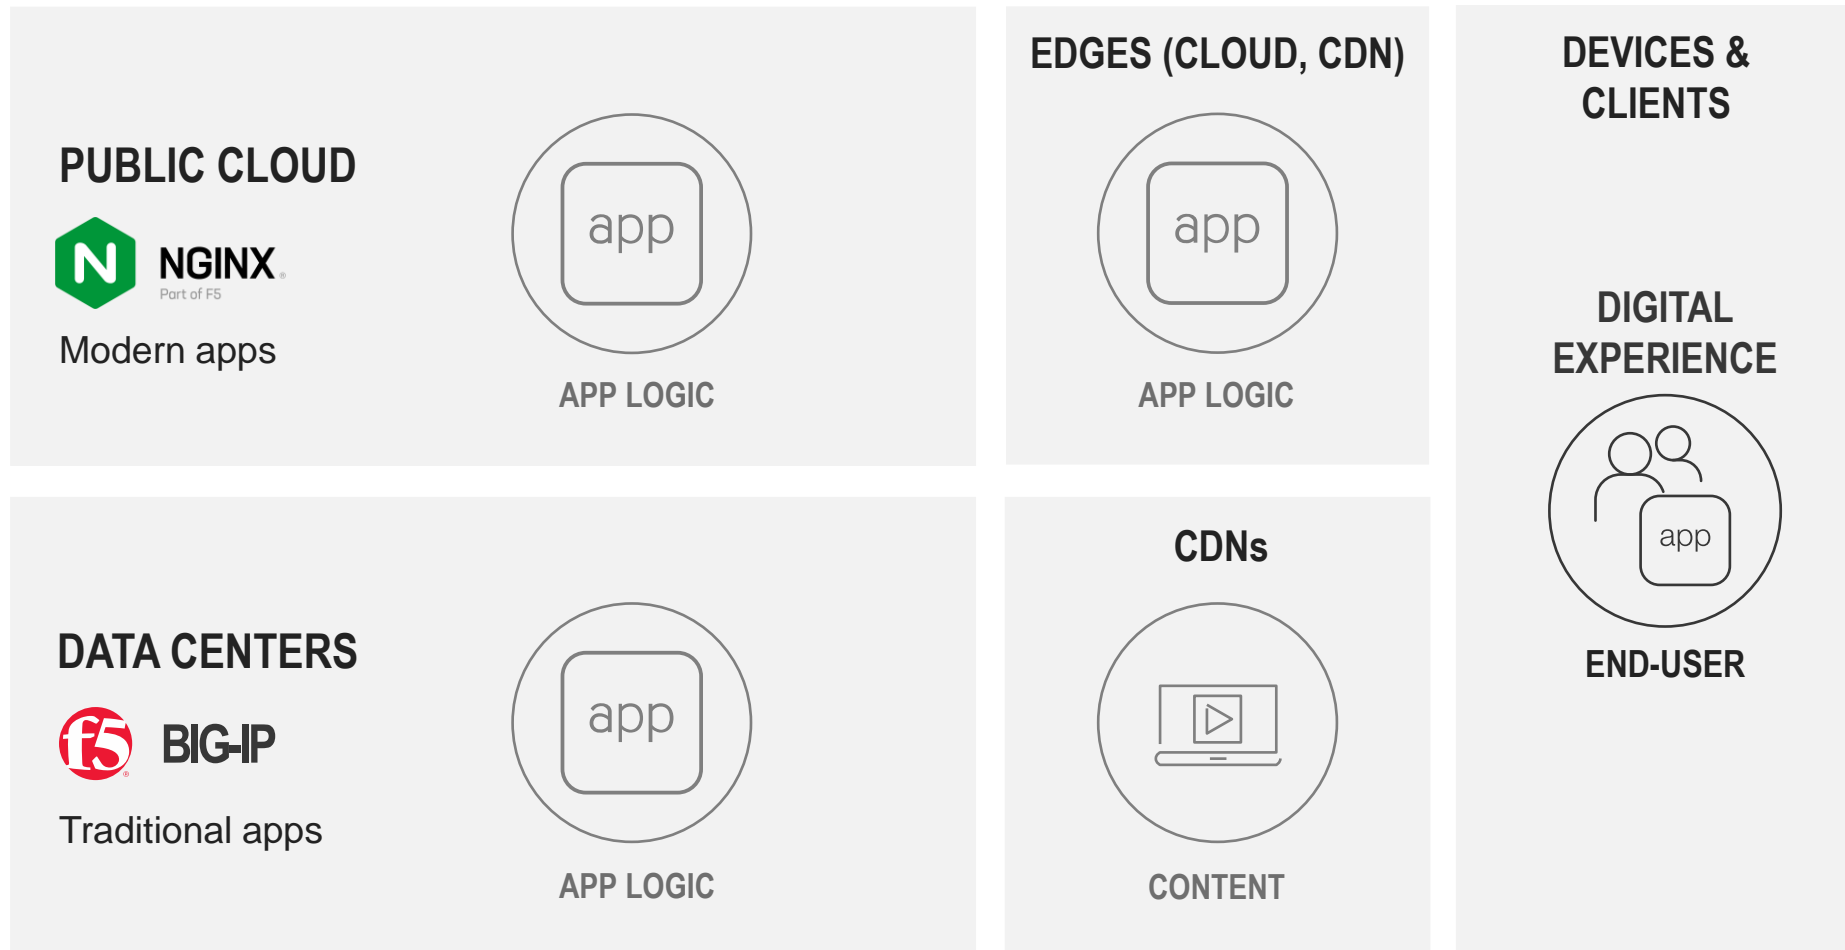 PUBLIC CLOUD
N
NGINX®
Part of F5
Modern apps
app
APP LOGIC
EDGES (CLOUD, CDN)
app
APP LOGIC
DATA CENTERS
f5®
BIG-IP
Traditional apps
app
APP LOGIC
CDNs
CONTENT
DEVICES &
CLIENTS
DIGITAL
EXPERIENCE
app
END-USER